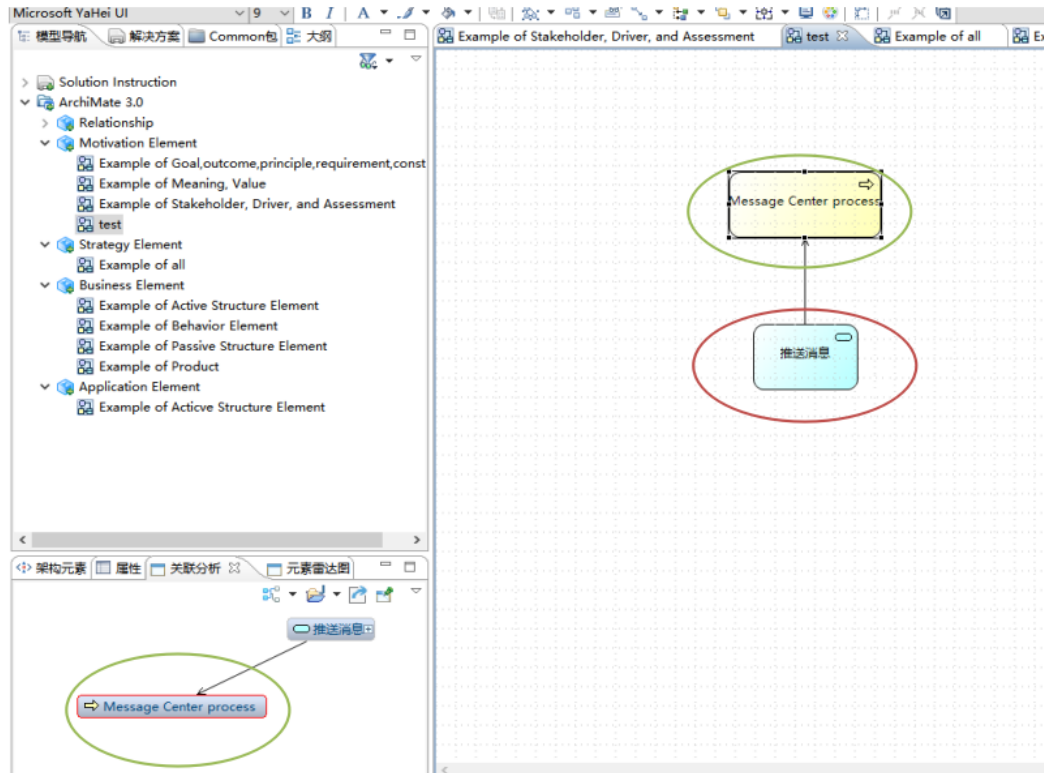 Microsoft YaHei UI 9 B I A
模型导航 解决方案 Common包 大纲
Solution Instruction
ArchiMate 3.0
Relationship
Motivation Element
Example of Goal,outcome,principle,requirement,const
Example of Meaning, Value
Example of Stakeholder, Driver, and Assessment
test
Strategy Element
Example of all
Business Element
Example of Active Structure Element
Example of Behavior Element
Example of Passive Structure Element
Example of Product
Application Element
Example of Acticve Structure Element
架构元素 属性 关联分析 元素雷达图
推送消息
Message Center process
Example of Stakeholder, Driver, and Assessment test Example of all Ex
Message Center process
推送消息